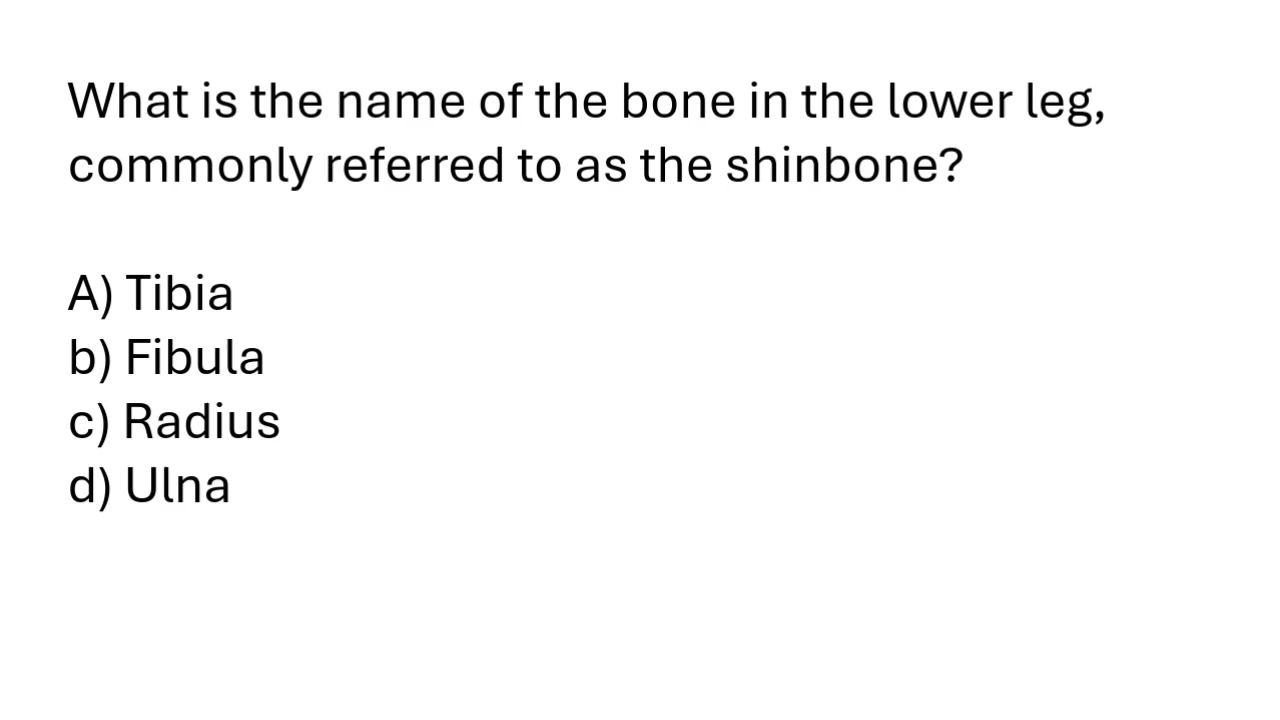 What is the name of the bone in the lower leg,
commonly referred to as the shinbone?
A) Tibia
b) Fibula
c) Radius
d) Ulna